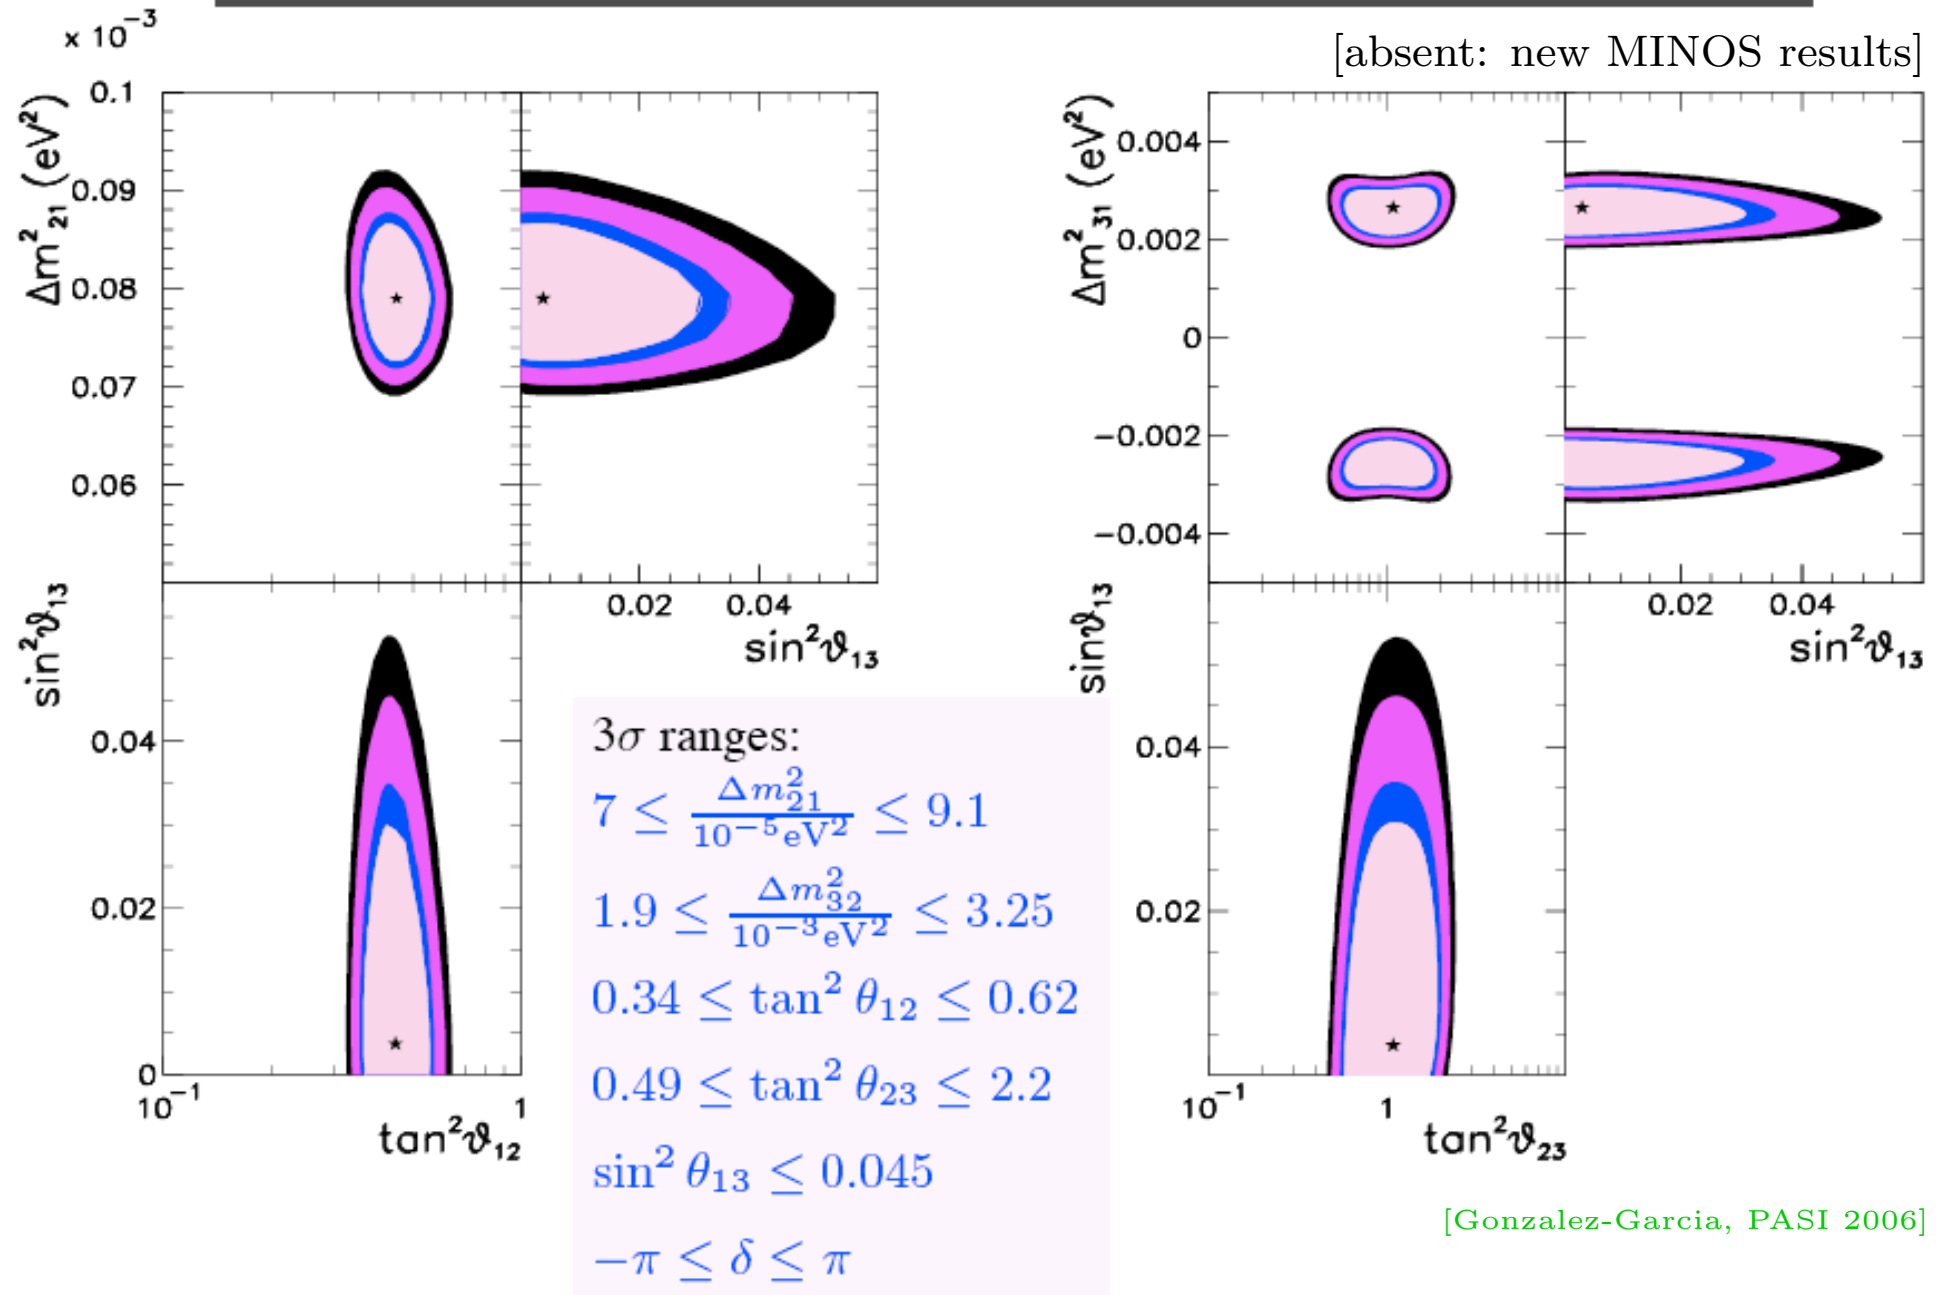 × 10⁻³
[absent: new MINOS results]
Δm²₂₁ (eV²)
0.1
0.09
0.08
0.07
0.06
0.02 0.04
sin²ϑ₁₃
Δm²₃₁ (eV²)
0.004
0.002
0
−0.002
−0.004
0.02 0.04
sin²ϑ₁₃
sin²ϑ₁₃
0.04
0.02
0
10⁻¹ 1
tan²ϑ₁₂
3σ ranges:
7 ≤ Δm²₂₁ / 10⁻⁵eV² ≤ 9.1
1.9 ≤ Δm²₃₂ / 10⁻³eV² ≤ 3.25
0.34 ≤ tan² θ₁₂ ≤ 0.62
0.49 ≤ tan² θ₂₃ ≤ 2.2
sin² θ₁₃ ≤ 0.045
−π ≤ δ ≤ π
sinϑ₁₃
0.04
0.02
10⁻¹ 1
tan²ϑ₂₃
[Gonzalez-Garcia, PASI 2006]